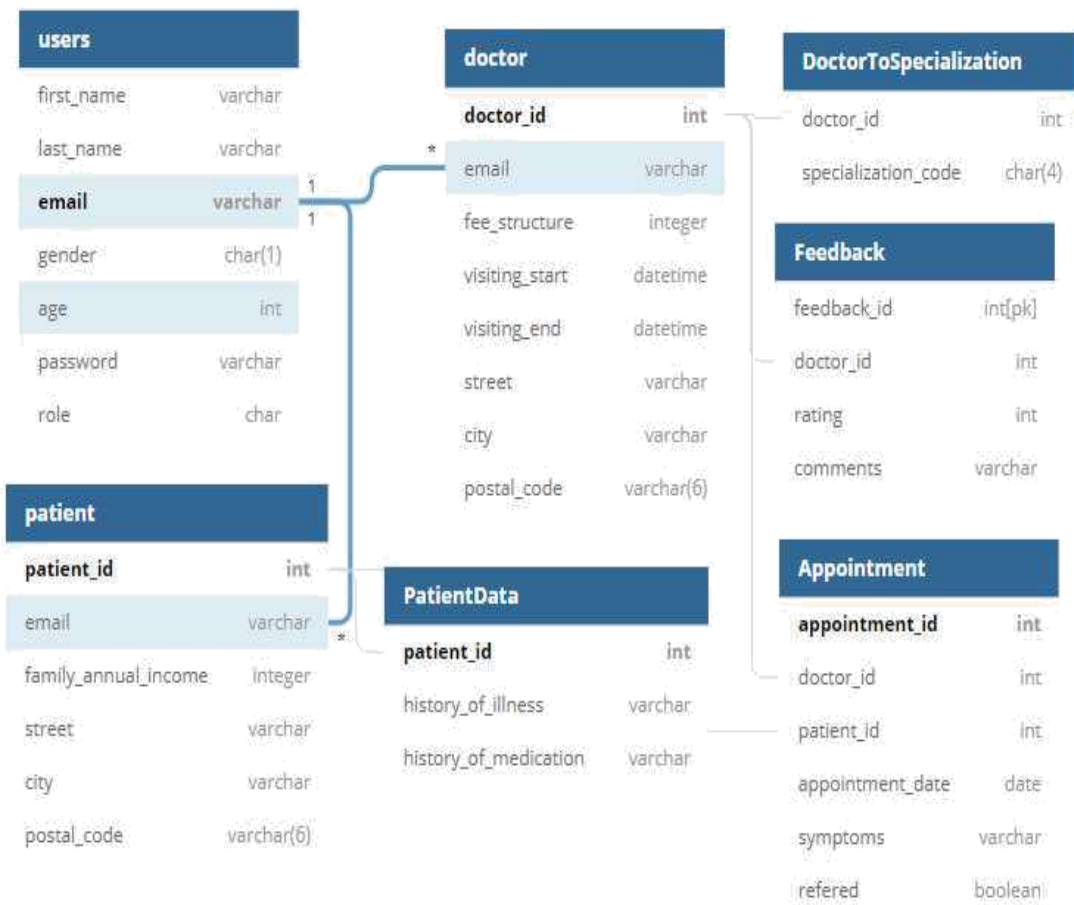 users
first_name varchar
last_name varchar
email varchar
gender char(1)
age int
password varchar
role char
1
1
*
doctor
doctor_id int
email varchar
fee_structure integer
visiting_start datetime
visiting_end datetime
street varchar
city varchar
postal_code varchar(6)
DoctorToSpecialization
doctor_id int
specialization_code char(4)
Feedback
feedback_id int[pk]
doctor_id int
rating int
comments varchar
patient
patient_id int
email varchar
family_annual_income Integer
street varchar
city varchar
postal_code varchar(6)
*
PatientData
patient_id int
history_of_illness varchar
history_of_medication varchar
Appointment
appointment_id int
doctor_id int
patient_id int
appointment_date date
symptoms varchar
refered boolean